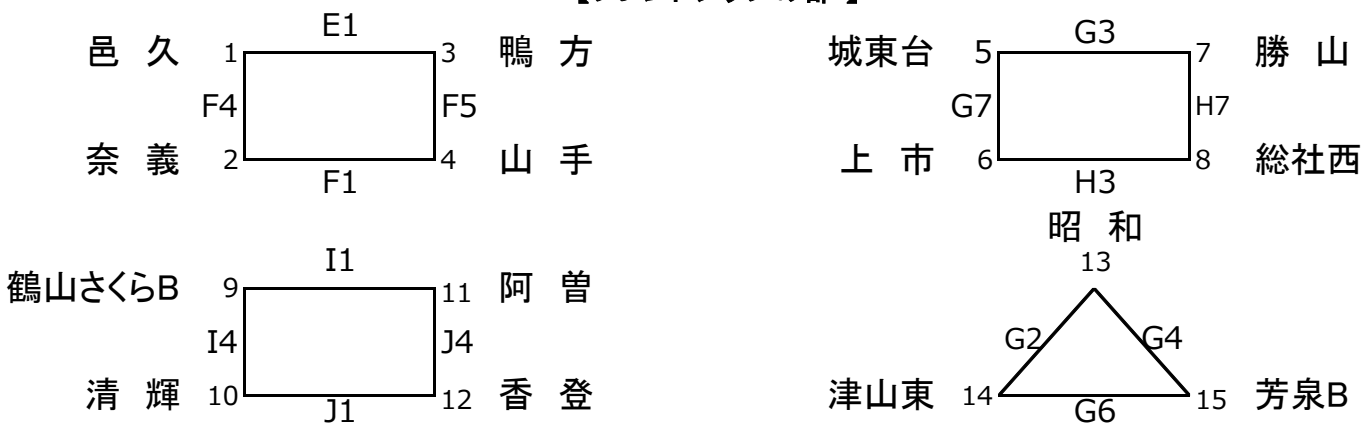 E1 G3
邑 久 1 3 鴨 方 城東台 5 7 勝 山
F4 F5 G7 H7
奈 義 2 4 山 手 上 市 6 8 総社西
F1 H3
昭 和
I1 13
鶴山さくらB 9 11 阿 曽
I4 J4 G2 G4
清 輝 10 12 香 登 津山東 14 15 芳泉B
J1 G6